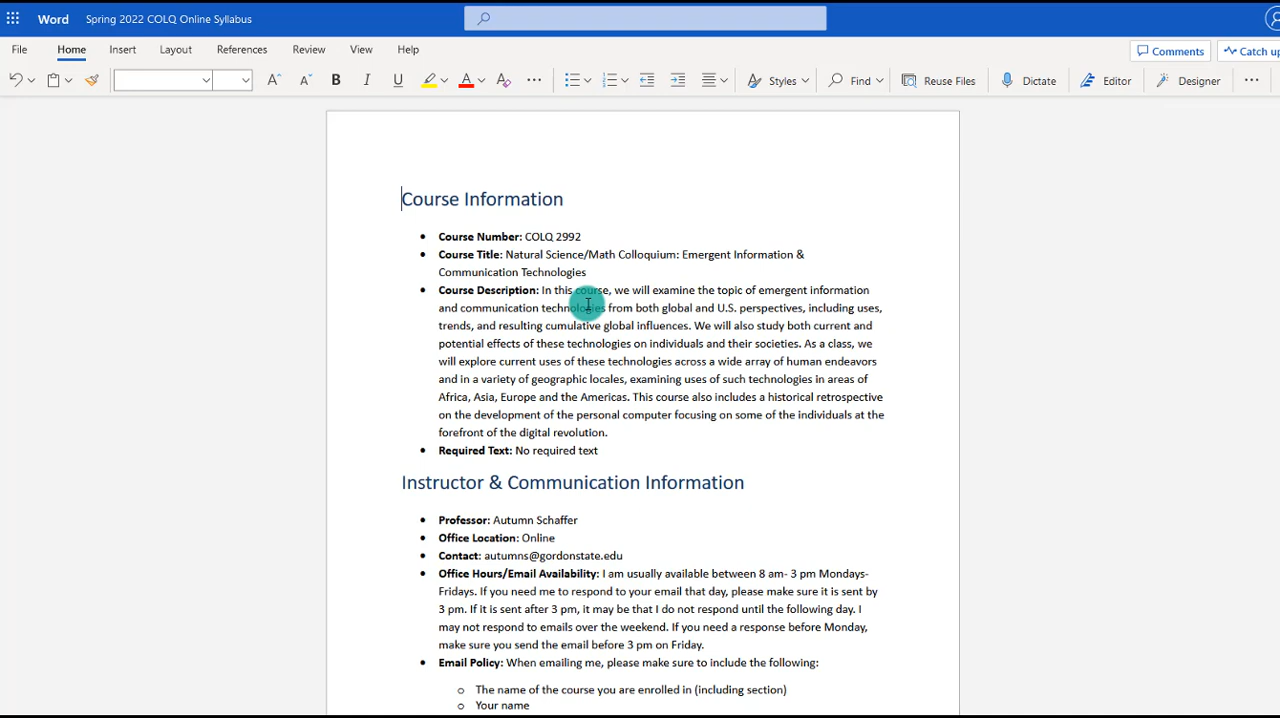 Word Spring 2022 COLQ Online Syllabus
File Home Insert Layout References Review View Help Comments Catch up
A A B I U A A Styles Find Reuse Files Dictate Editor Designer
Course Information
• Course Number: COLQ 2992
• Course Title: Natural Science/Math Colloquium: Emergent Information &
Communication Technologies
• Course Description: In this course, we will examine the topic of emergent information
and communication technologies from both global and U.S. perspectives, including uses,
trends, and resulting cumulative global influences. We will also study both current and
potential effects of these technologies on individuals and their societies. As a class, we
will explore current uses of these technologies across a wide array of human endeavors
and in a variety of geographic locales, examining uses of such technologies in areas of
Africa, Asia, Europe and the Americas. This course also includes a historical retrospective
on the development of the personal computer focusing on some of the individuals at the
forefront of the digital revolution.
• Required Text: No required text
Instructor & Communication Information
• Professor: Autumn Schaffer
• Office Location: Online
• Contact: autumns@gordonstate.edu
• Office Hours/Email Availability: I am usually available between 8 am- 3 pm Mondays-
Fridays. If you need me to respond to your email that day, please make sure it is sent by
3 pm. If it is sent after 3 pm, it may be that I do not respond until the following day. I
may not respond to emails over the weekend. If you need a response before Monday,
make sure you send the email before 3 pm on Friday.
• Email Policy: When emailing me, please make sure to include the following:
o The name of the course you are enrolled in (including section)
o Your name